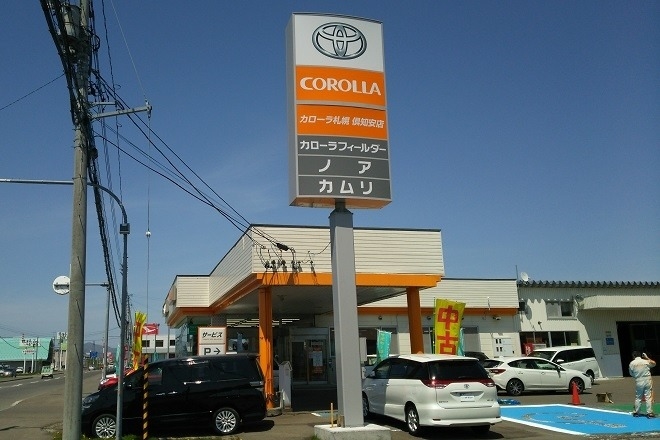 COROLLA
カローラ札幌 倶知安店
カローラフィールダー
ノア
カムリ
サービス
P→
中古